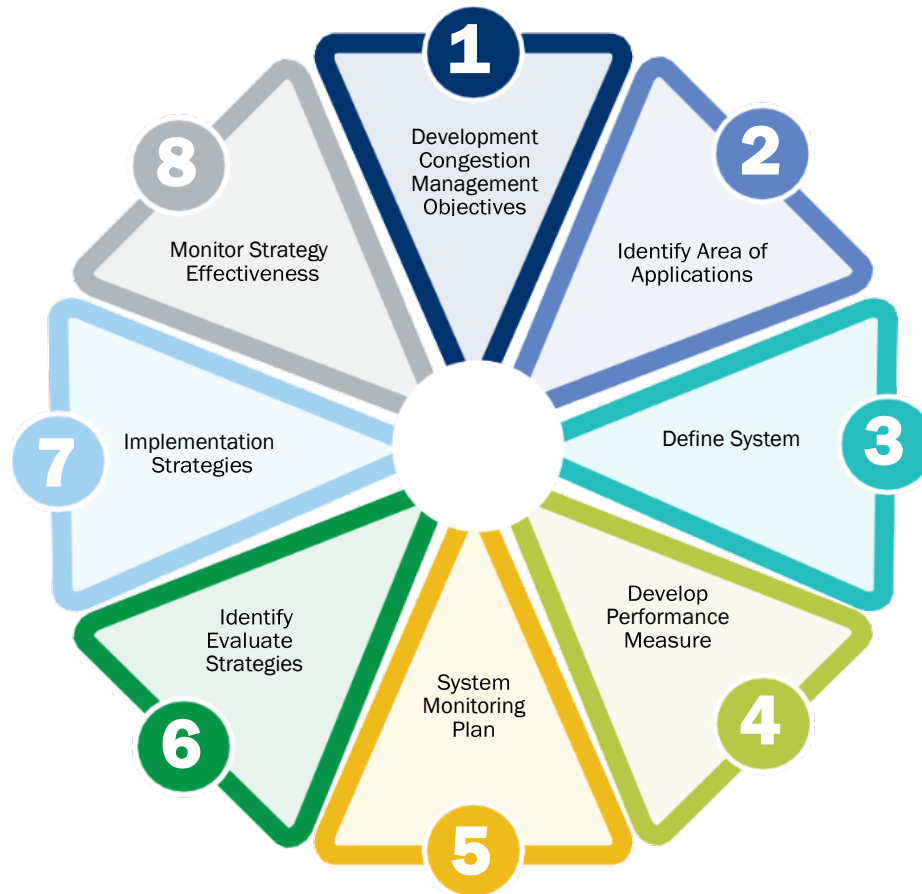 1
Development
Congestion
Management
Objectives
2
Identify Area of
Applications
3
Define System
4
Develop
Performance
Measure
5
System
Monitoring
Plan
6
Identify
Evaluate
Strategies
7
Implementation
Strategies
8
Monitor Strategy
Effectiveness